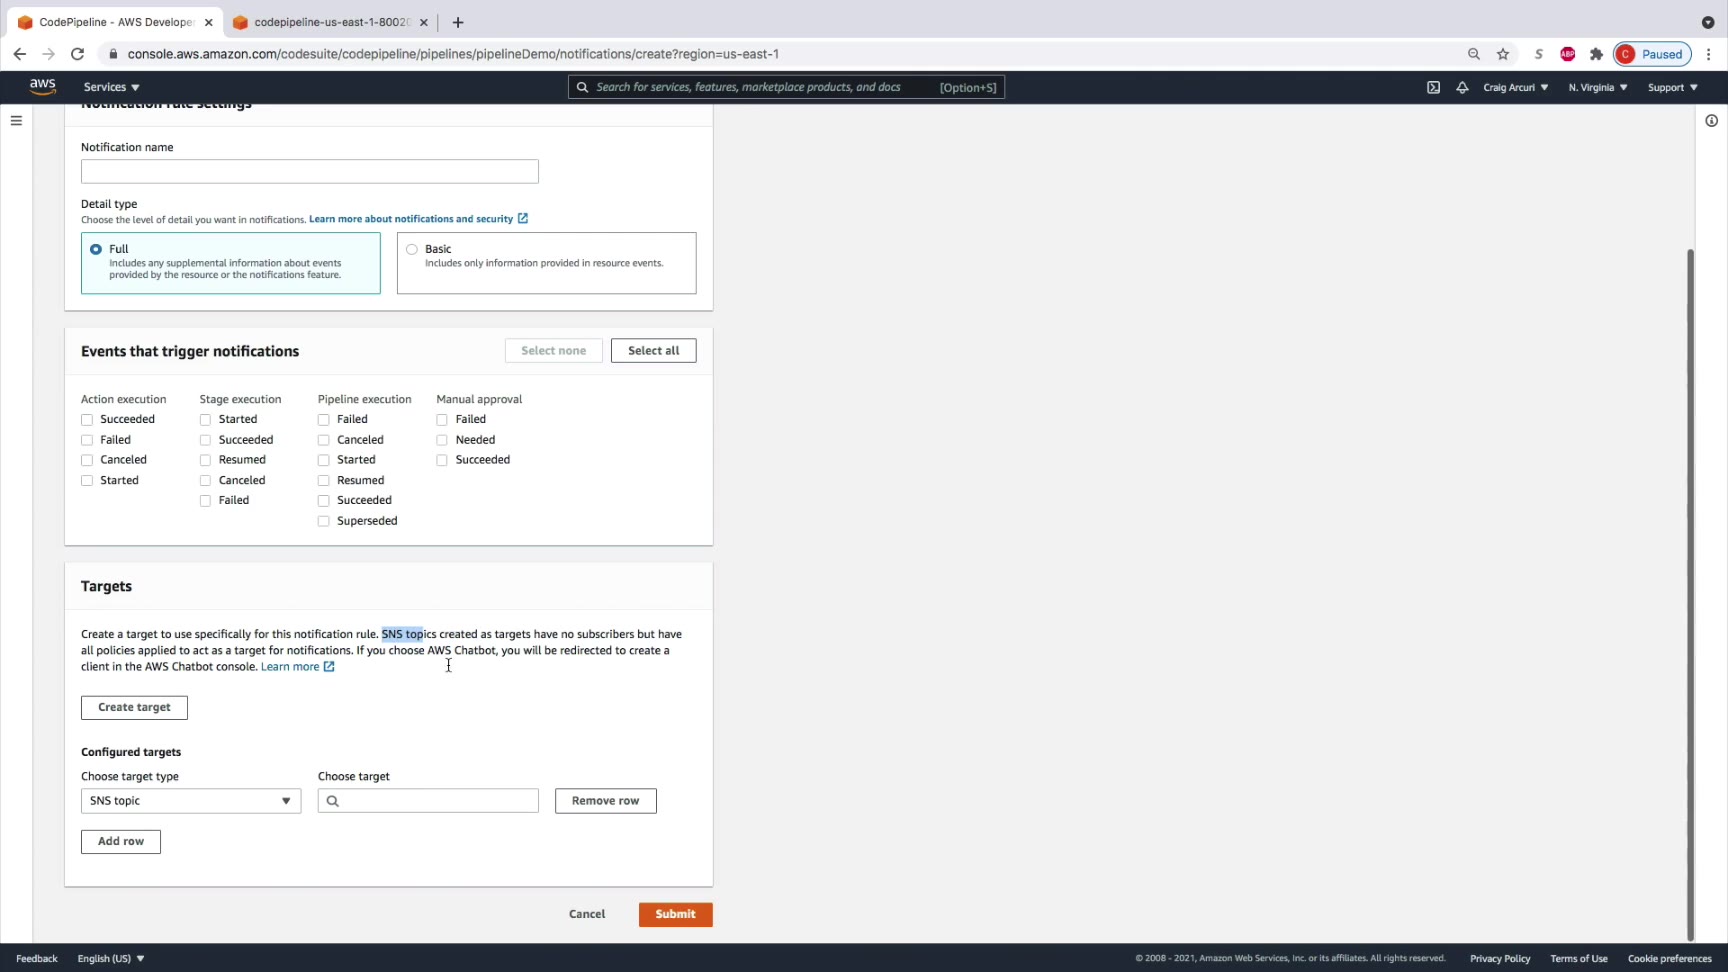 CodePipeline - AWS Develope
codepipeline-us-east-1-80020
console.aws.amazon.com/codesuite/codepipeline/pipelines/pipelineDemo/notifications/create?region=us-east-1
S
ABP
C Paused
aws
Services
Search for services, features, marketplace products, and docs [Option+S]
Craig Arcuri
N. Virginia
Support
Notification rule settings
Notification name
Detail type
Choose the level of detail you want in notifications. Learn more about notifications and security
Full
Includes any supplemental information about events
provided by the resource or the notifications feature.
Basic
Includes only information provided in resource events.
Events that trigger notifications
Select none
Select all
Action execution
Succeeded
Failed
Canceled
Started
Stage execution
Started
Succeeded
Resumed
Canceled
Failed
Pipeline execution
Failed
Canceled
Started
Resumed
Succeeded
Superseded
Manual approval
Failed
Needed
Succeeded
Targets
Create a target to use specifically for this notification rule. SNS topics created as targets have no subscribers but have
all policies applied to act as a target for notifications. If you choose AWS Chatbot, you will be redirected to create a
client in the AWS Chatbot console. Learn more
Create target
Configured targets
Choose target type
SNS topic
Choose target
Remove row
Add row
Cancel
Submit
Feedback
English (US)
© 2008 - 2021, Amazon Web Services, Inc. or its affiliates. All rights reserved.
Privacy Policy
Terms of Use
Cookie preferences